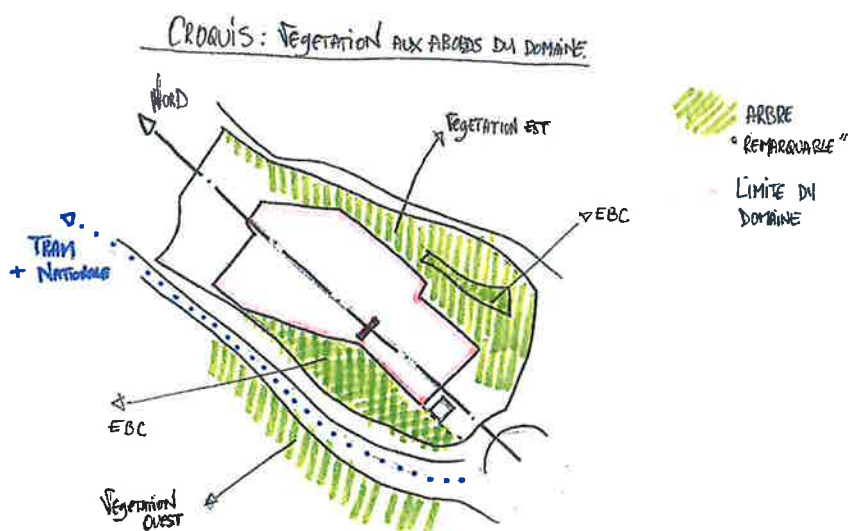 CROQUIS : VEGETATION AUX ABORDS DU DOMAINE.
NORD
VEGETATION EST
ARBRE
"REMARQUABLE"
LIMITE DU
DOMAINE
EBC
TRAM
+ NATIONALE
EBC
VEGETATION
OUEST